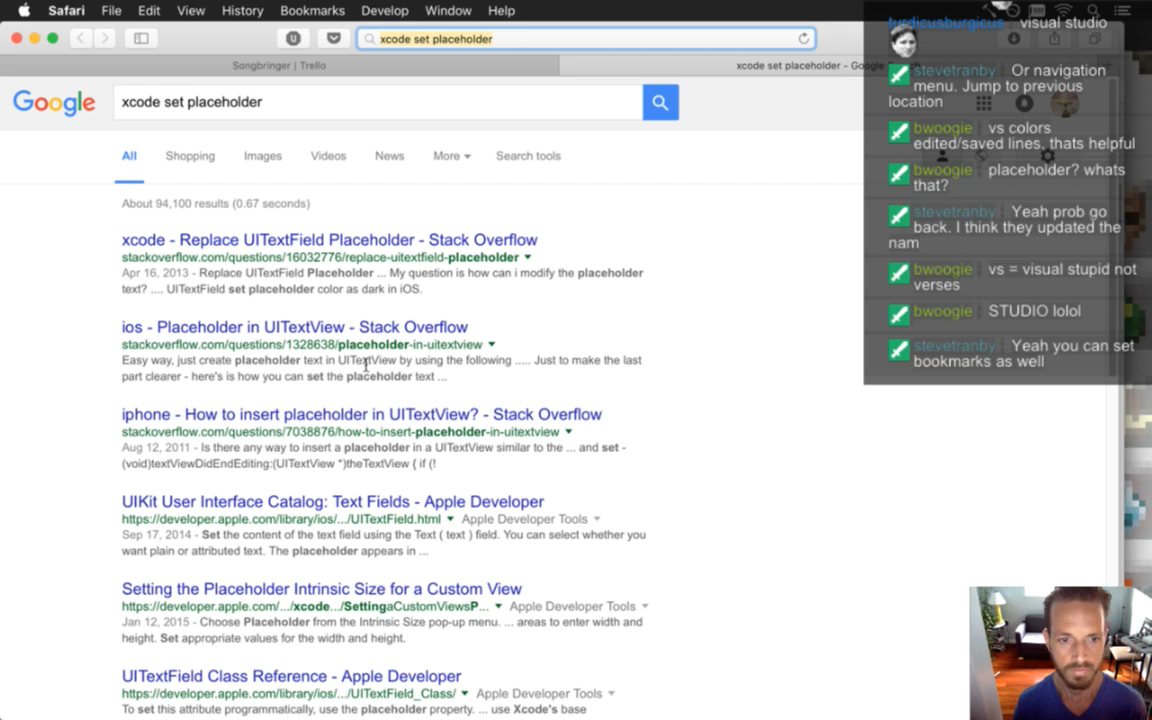 Safari File Edit View History Bookmarks Develop Window Help
xcode set placeholder
Songbringer | Trello
xcode set placeholder - Google
Google
xcode set placeholder
All Shopping Images Videos News More Search tools
About 94,100 results (0.67 seconds)
xcode - Replace UITextField Placeholder - Stack Overflow
stackoverflow.com/questions/16032776/replace-uitextfield-placeholder
Apr 16, 2013 - Replace UITextField Placeholder ... My question is how can i modify the placeholder
text? .... UITextField set placeholder color as dark in iOS.
ios - Placeholder in UITextView - Stack Overflow
stackoverflow.com/questions/1328638/placeholder-in-uitextview
Easy way, just create placeholder text in UITextView by using the following ..... Just to make the last
part clearer - here's is how you can set the placeholder text ...
iphone - How to insert placeholder in UITextView? - Stack Overflow
stackoverflow.com/questions/7038876/how-to-insert-placeholder-in-uitextview
Aug 12, 2011 - Is there any way to insert a placeholder in a UITextView similar to the ... and set -
(void)textViewDidEndEditing:(UITextView *)theTextView { if (!
UIKit User Interface Catalog: Text Fields - Apple Developer
https://developer.apple.com/library/ios/.../UITextField.html Apple Developer Tools
Sep 17, 2014 - Set the content of the text field using the Text ( text ) field. You can select whether you
want plain or attributed text. The placeholder appears in ...
Setting the Placeholder Intrinsic Size for a Custom View
https://developer.apple.com/.../xcode.../SettingaCustomViewsP... Apple Developer Tools
Jan 12, 2015 - Choose Placeholder from the Intrinsic Size pop-up menu. ... areas to enter width and
height. Set appropriate values for the width and height.
UITextField Class Reference - Apple Developer
https://developer.apple.com/library/ios/.../UITextField_Class/ Apple Developer Tools
To set this attribute programmatically, use the placeholder property. ... use Xcode's base
turdicusburgicus visual studio
stevetranby Or navigation
menu. Jump to previous
location
bwoogie vs colors
edited/saved lines, thats helpful
bwoogie placeholder? whats
that?
stevetranby Yeah prob go
back. I think they updated the
nam
bwoogie vs = visual stupid not
verses
bwoogie STUDIO lolol
stevetranby Yeah you can set
bookmarks as well